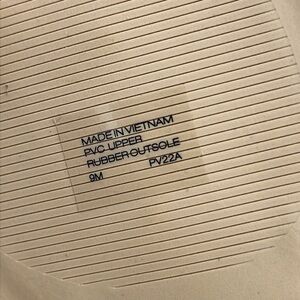 MADE IN VIETNAM
PVC UPPER
RUBBER OUTSOLE
9M PV22A